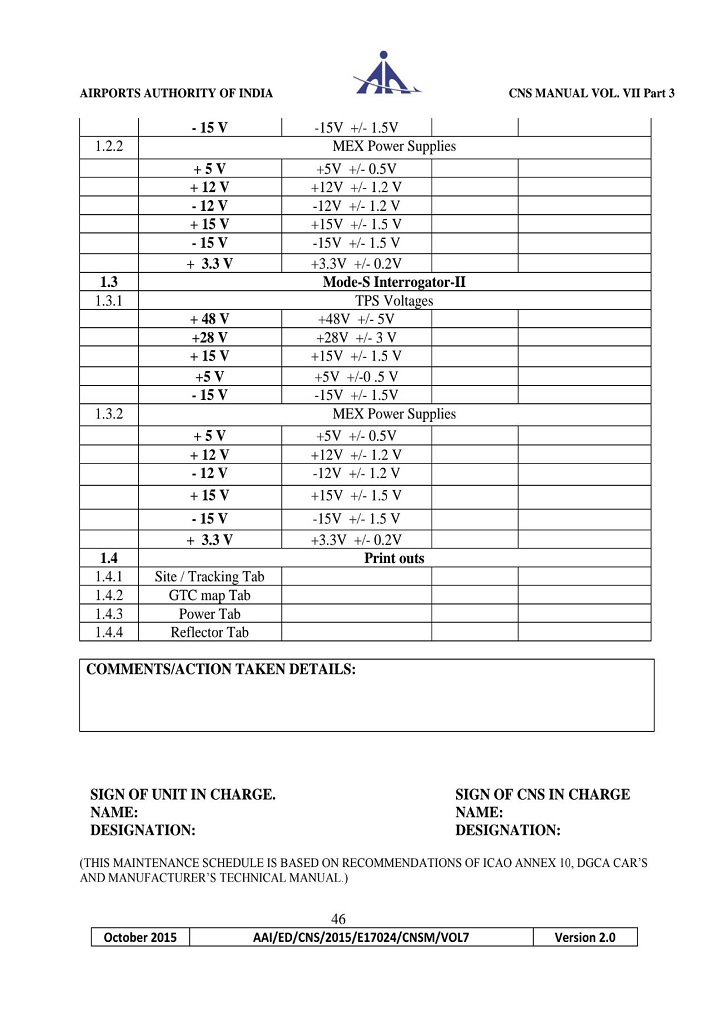 AIRPORTS AUTHORITY OF INDIA CNS MANUAL VOL. VII Part 3
- 15 V -15V +/- 1.5V
1.2.2 MEX Power Supplies
+ 5 V +5V +/- 0.5V
+ 12 V +12V +/- 1.2 V
- 12 V -12V +/- 1.2 V
+ 15 V +15V +/- 1.5 V
- 15 V -15V +/- 1.5 V
+ 3.3 V +3.3V +/- 0.2V
1.3 Mode-S Interrogator-II
1.3.1 TPS Voltages
+ 48 V +48V +/- 5V
+28 V +28V +/- 3 V
+ 15 V +15V +/- 1.5 V
+5 V +5V +/-0 .5 V
- 15 V -15V +/- 1.5V
1.3.2 MEX Power Supplies
+ 5 V +5V +/- 0.5V
+ 12 V +12V +/- 1.2 V
- 12 V -12V +/- 1.2 V
+ 15 V +15V +/- 1.5 V
- 15 V -15V +/- 1.5 V
+ 3.3 V +3.3V +/- 0.2V
1.4 Print outs
1.4.1 Site / Tracking Tab
1.4.2 GTC map Tab
1.4.3 Power Tab
1.4.4 Reflector Tab
COMMENTS/ACTION TAKEN DETAILS:
SIGN OF UNIT IN CHARGE. SIGN OF CNS IN CHARGE
NAME: NAME:
DESIGNATION: DESIGNATION:
(THIS MAINTENANCE SCHEDULE IS BASED ON RECOMMENDATIONS OF ICAO ANNEX 10, DGCA CAR'S
AND MANUFACTURER'S TECHNICAL MANUAL.)
46
October 2015 AAI/ED/CNS/2015/E17024/CNSM/VOL7 Version 2.0